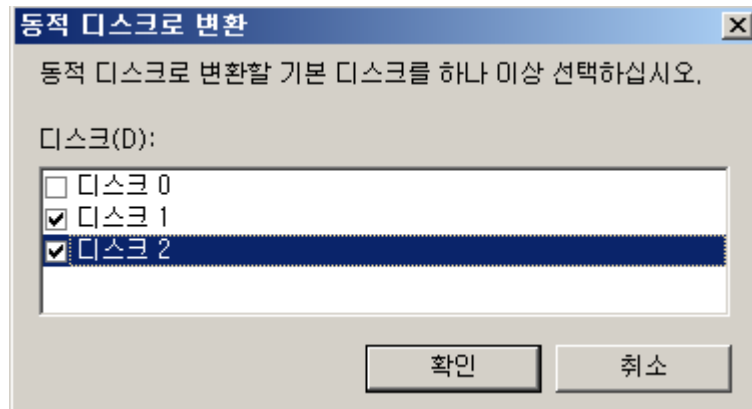 동적 디스크로 변환
동적 디스크로 변환할 기본 디스크를 하나 이상 선택하십시오.
디스크(D):
디스크 0
디스크 1
디스크 2
확인 취소